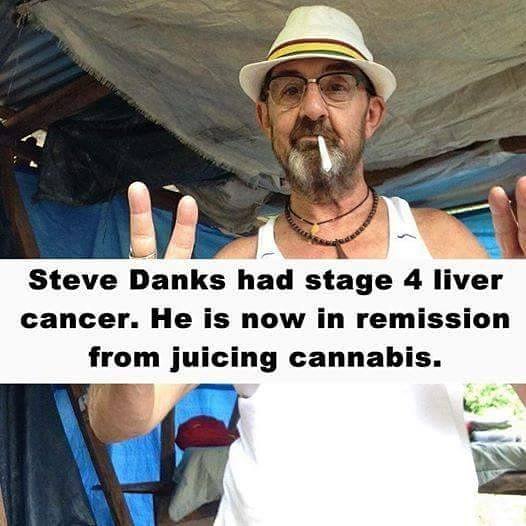 Steve Danks had stage 4 liver
cancer. He is now in remission
from juicing cannabis.